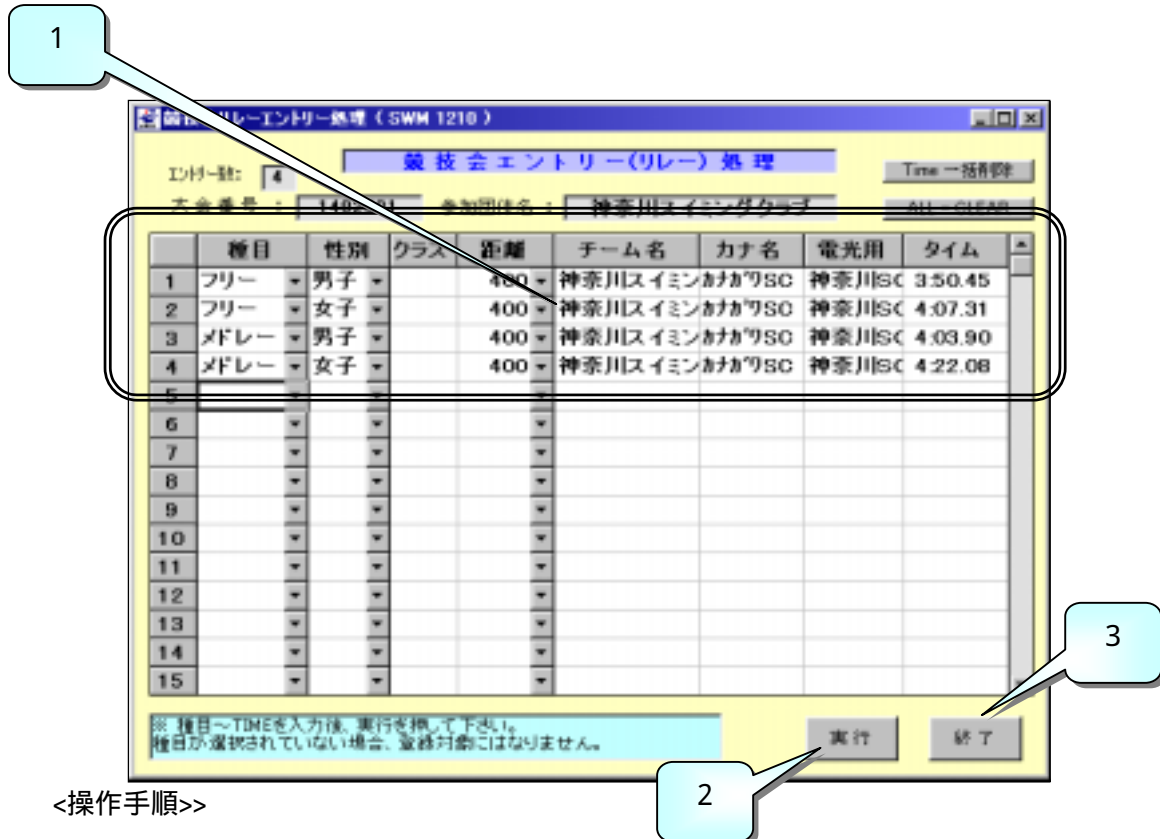 1
競技会リレーエントリー処理 ( SWM 1210 )
競技会エントリー(リレー) 処理
Time 一括削除
エントリー数: 4
大会番号 : 参加団体名 : 神奈川スイミングクラブ
ALL - CLEAR
種目 性別 クラス 距離 チーム名 カナ名 電光用 タイム
1 フリー 男子 400 神奈川スイミン カナガワSC 神奈川SC 3:50.45
2 フリー 女子 400 神奈川スイミン カナガワSC 神奈川SC 4:07.31
3 メドレー 男子 400 神奈川スイミン カナガワSC 神奈川SC 4:03.90
4 メドレー 女子 400 神奈川スイミン カナガワSC 神奈川SC 4:22.08
5
6
7
8
9
10
11
12
13
14
15
3
※ 種目~TIMEを入力後、実行を押して下さい。
種目が選択されていない場合、登録対象にはなりません。
実行 終了
2
<操作手順>>